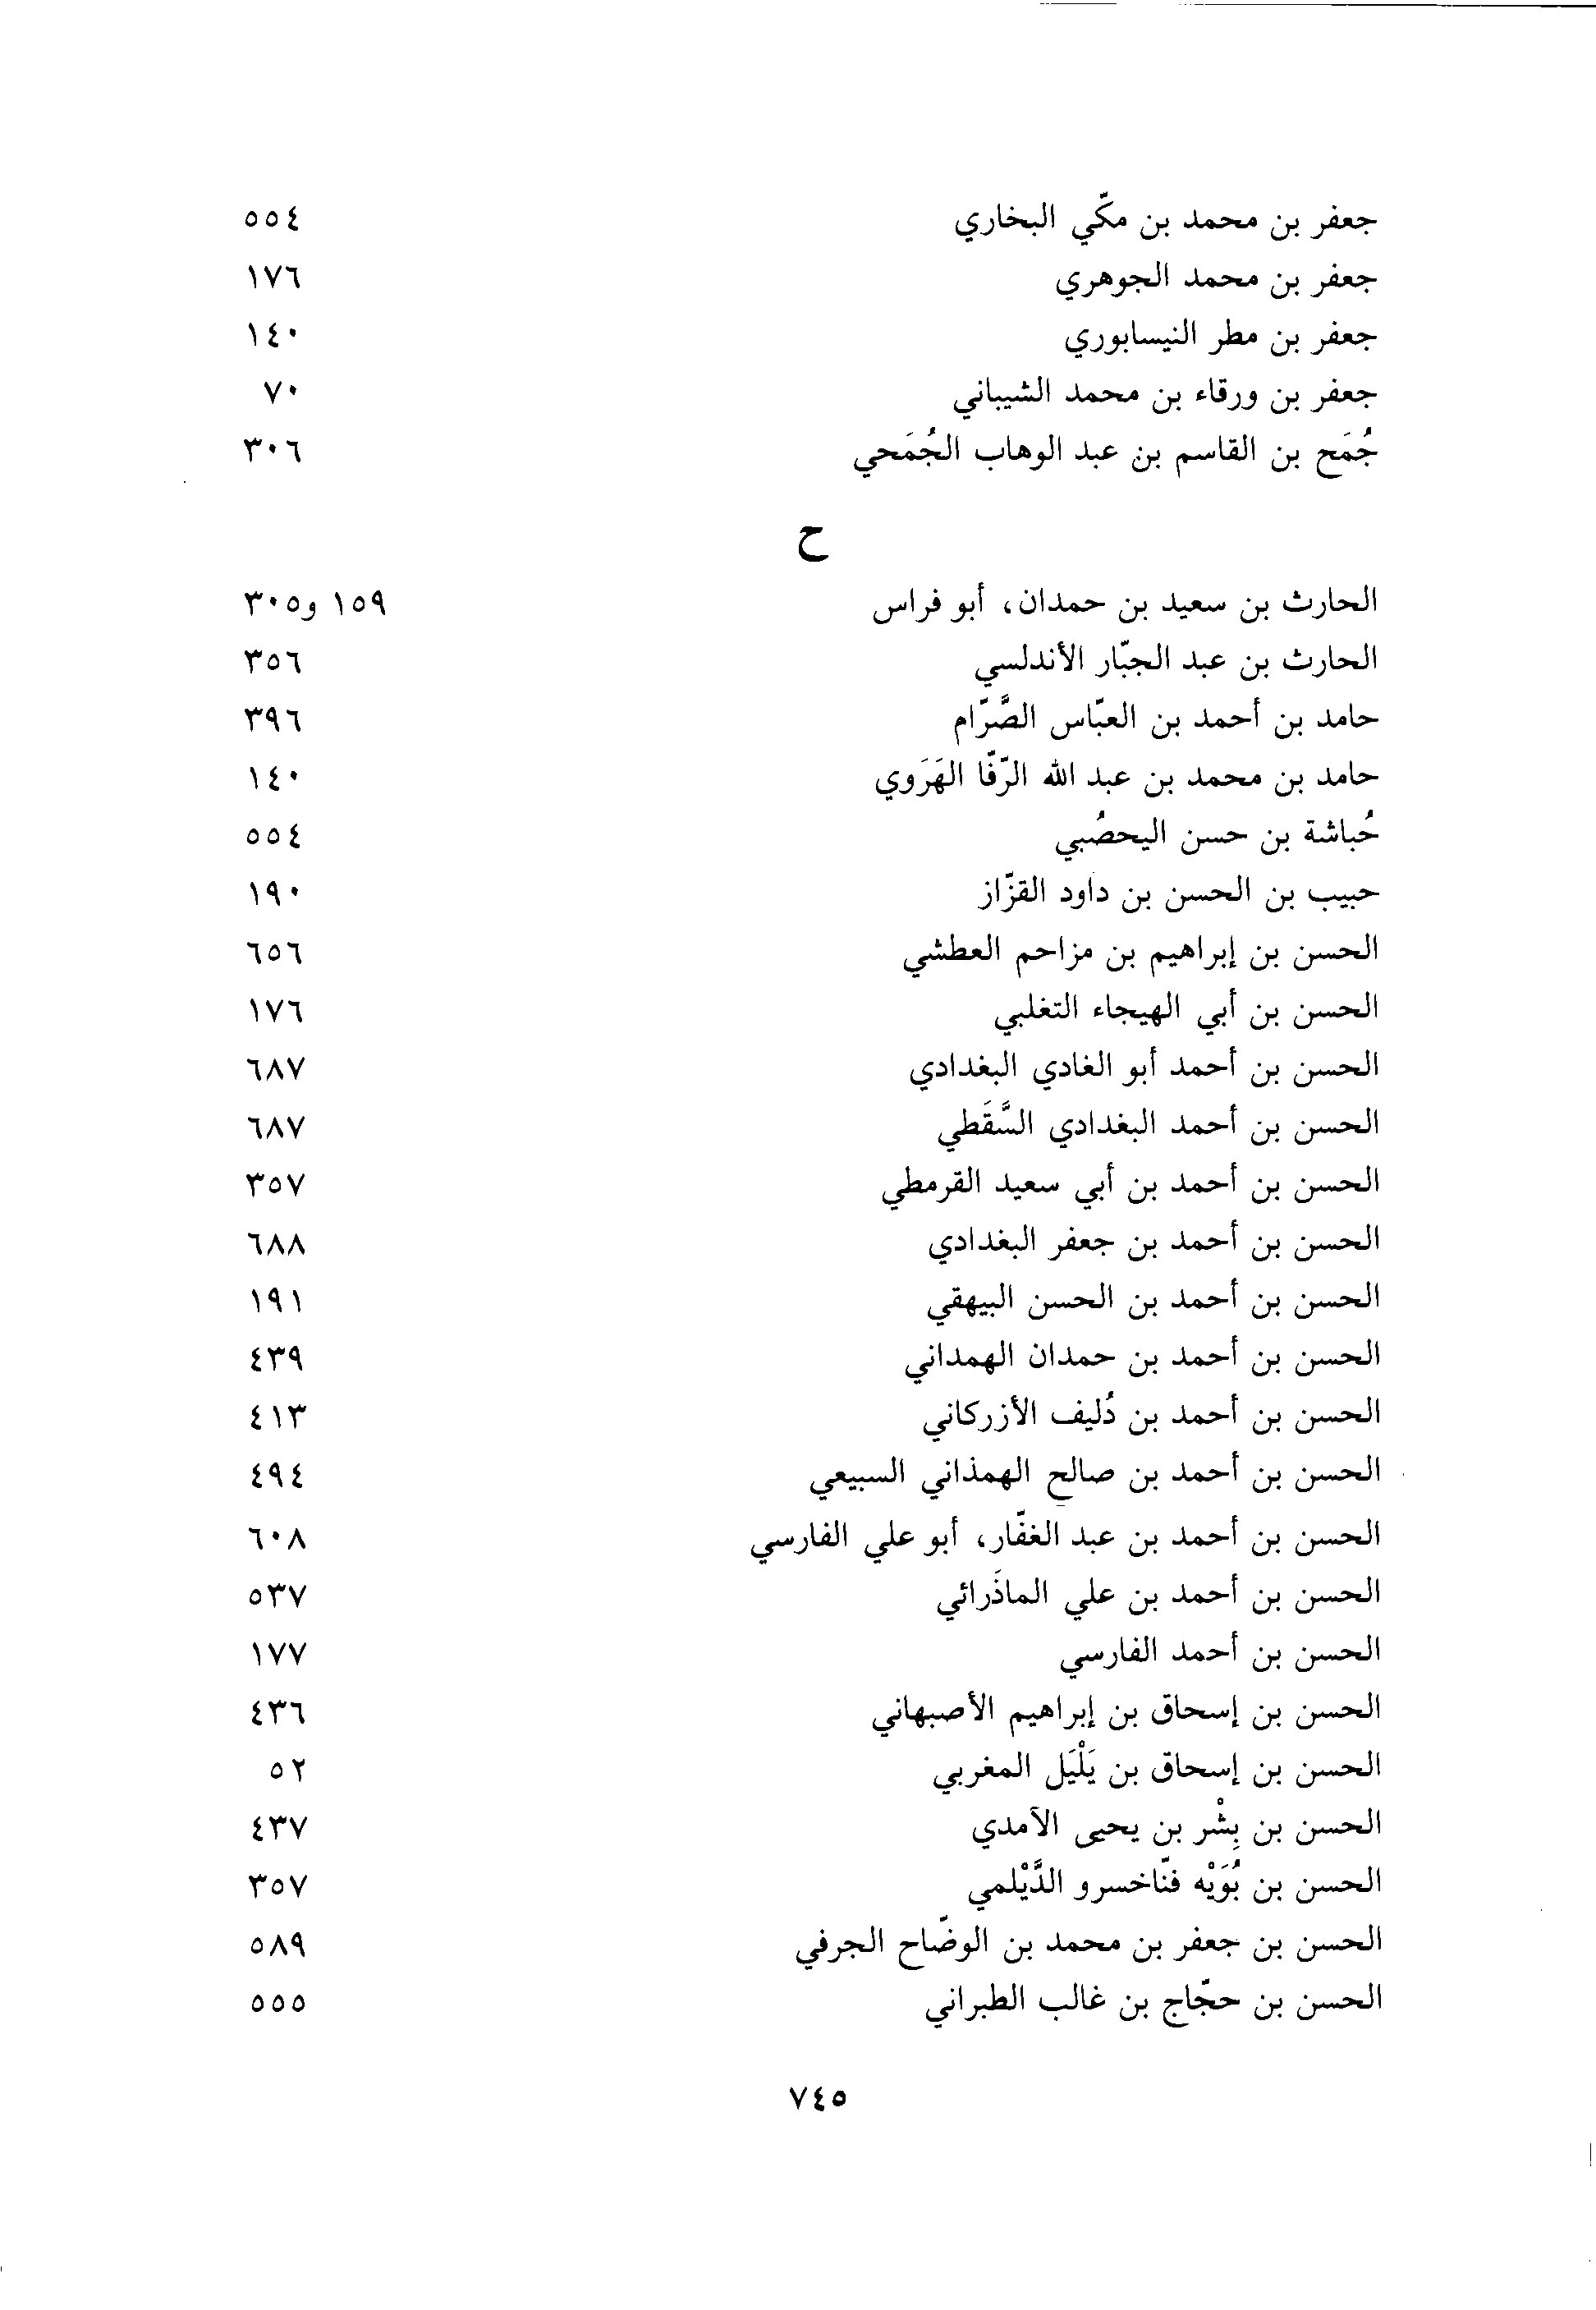 جعفر بن محمد بن مكّي البخاري ٥٥٤
جعفر بن محمد الجوهري ١٧٦
جعفر بن مطر النيسابوري ١٤٠
جعفر بن ورقاء بن محمد الشيباني ٧٠
جُمَح بن القاسم بن عبد الوهاب الجُمَحي ٣٠٦
ح
الحارث بن سعيد بن حمدان، أبو فراس ١٥٩ و٣٠٥
الحارث بن عبد الجبّار الأندلسي ٣٥٦
حامد بن أحمد بن العبّاس الصَّرّام ٣٩٦
حامد بن محمد بن عبد الله الرّفّا الهَرَوي ١٤٠
حُباشة بن حسن اليحصُبي ٥٥٤
حبيب بن الحسن بن داود القزّاز ١٩٠
الحسن بن إبراهيم بن مزاحم العطشي ٦٥٦
الحسن بن أبي الهيجاء التغلبي ١٧٦
الحسن بن أحمد أبو الغادي البغدادي ٦٨٧
الحسن بن أحمد البغدادي السَّقَطي ٦٨٧
الحسن بن أحمد بن أبي سعيد القرمطي ٣٥٧
الحسن بن أحمد بن جعفر البغدادي ٦٨٨
الحسن بن أحمد بن الحسن البيهقي ١٩١
الحسن بن أحمد بن حمدان الهمداني ٤٣٩
الحسن بن أحمد بن دُليف الأزركاني ٤١٣
الحسن بن أحمد بن صالح الهمذاني السبيعي ٤٩٤
الحسن بن أحمد بن عبد الغفّار، أبو علي الفارسي ٦٠٨
الحسن بن أحمد بن علي الماذَرائي ٥٣٧
الحسن بن أحمد الفارسي ١٧٧
الحسن بن إسحاق بن إبراهيم الأصبهاني ٤٣٦
الحسن بن إسحاق بن يَلْيَل المغربي ٥٢
الحسن بن بِشْر بن يحيى الآمدي ٤٣٧
الحسن بن بُوَيْه فنّاخسرو الدَّيْلمي ٣٥٧
الحسن بن جعفر بن محمد بن الوضّاح الجرفي ٥٨٩
الحسن بن حجّاج بن غالب الطبراني ٥٥٥
٧٤٥